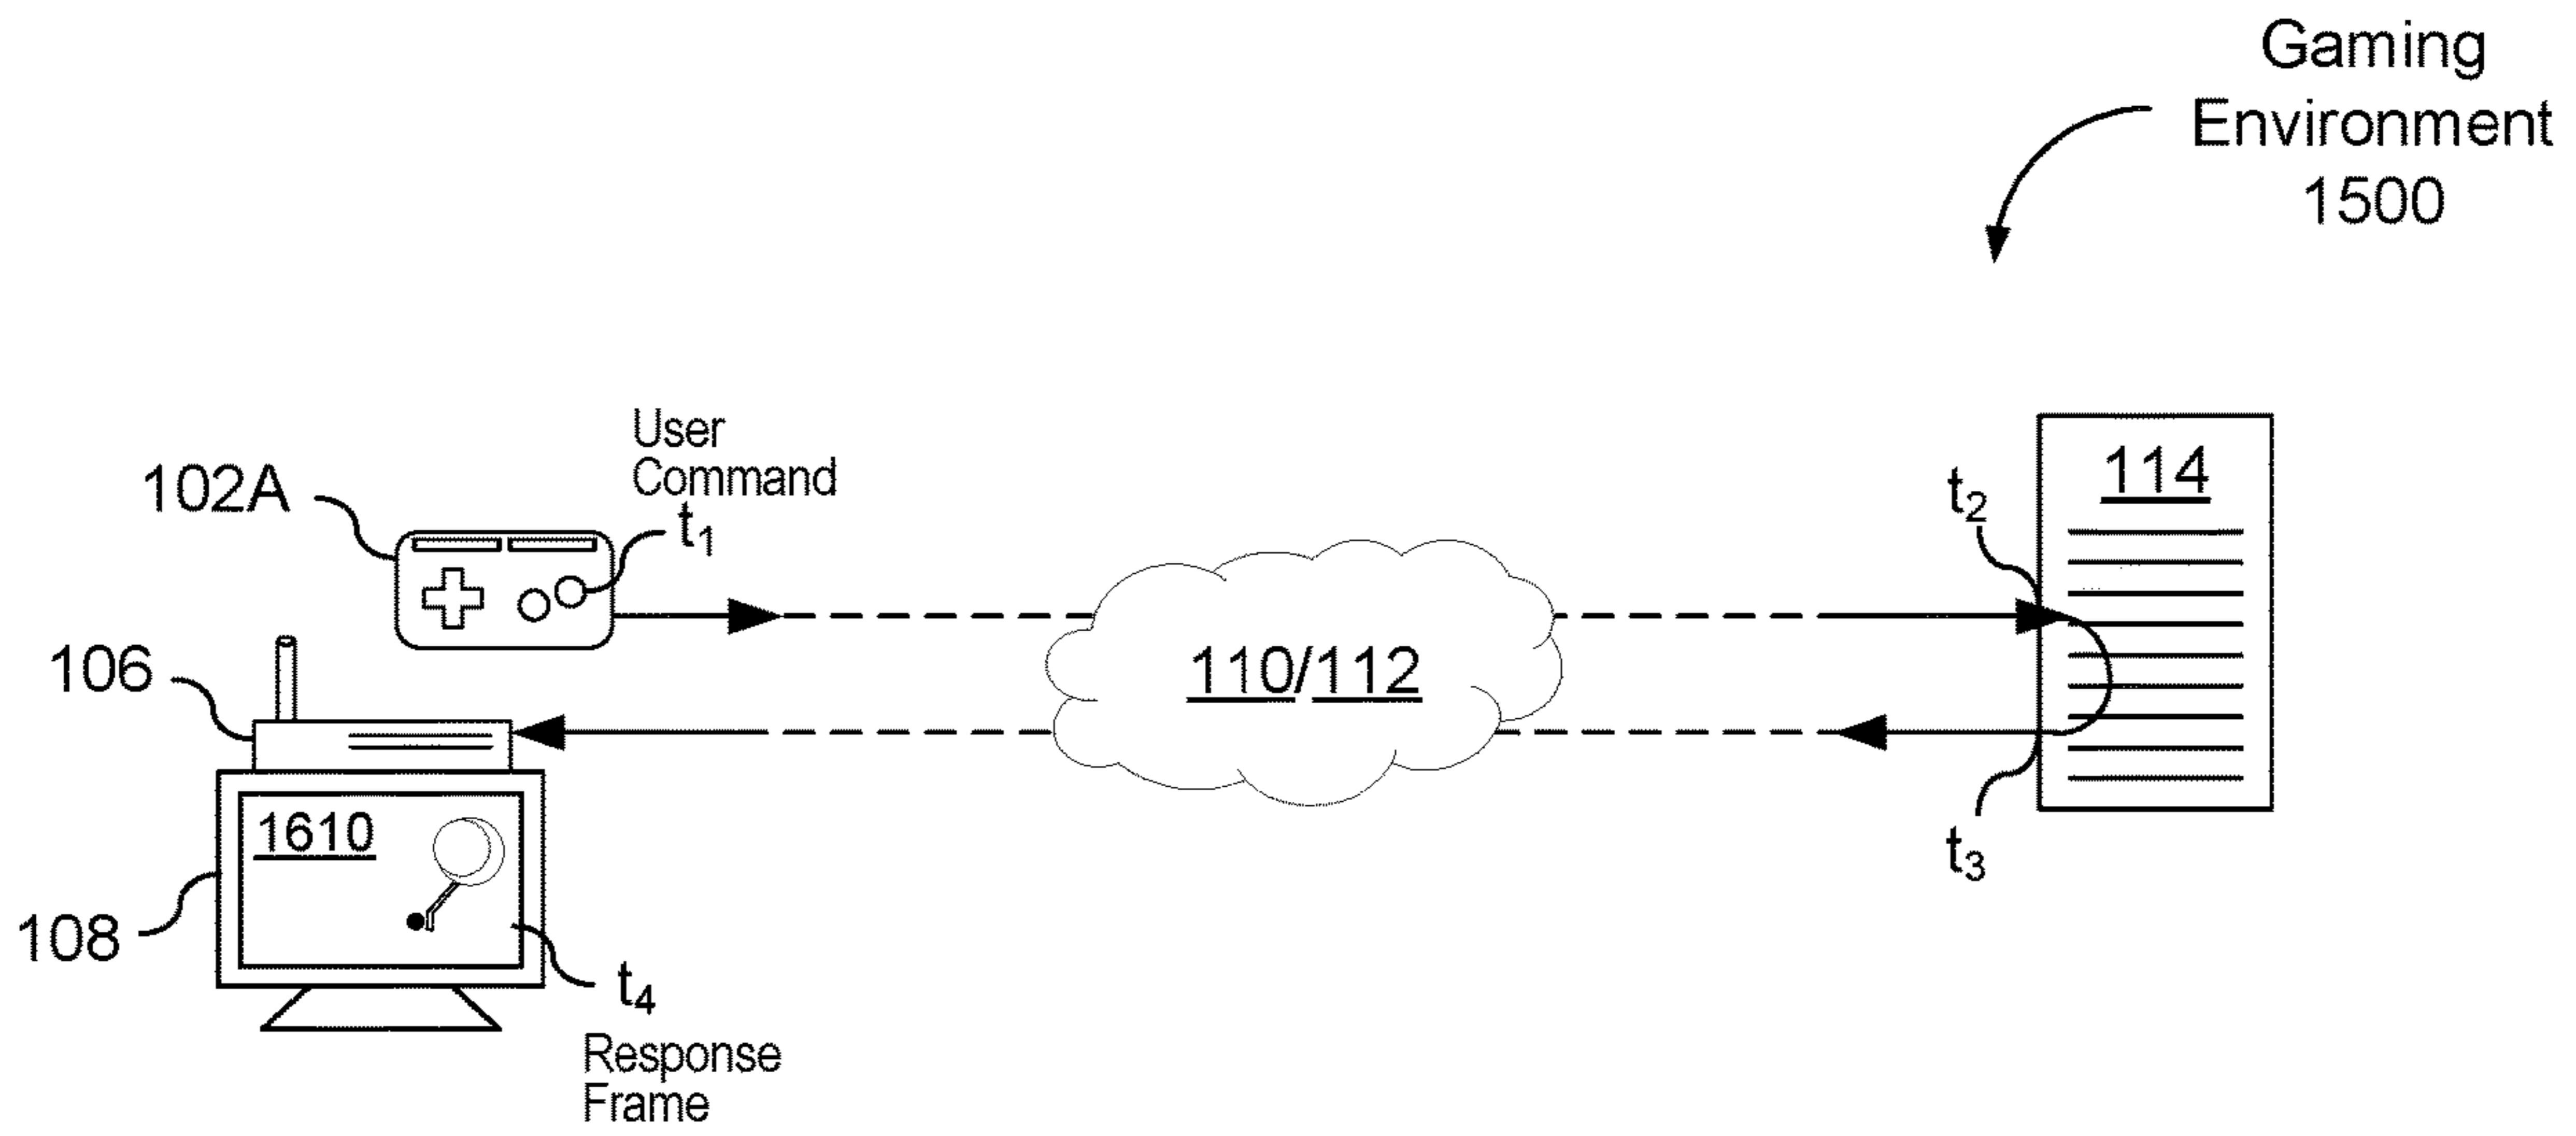 Gaming
Environment
1500
User
Command
t₁
102A
114
t₂
106
110/112
1610
t₃
108
t₄
Response
Frame